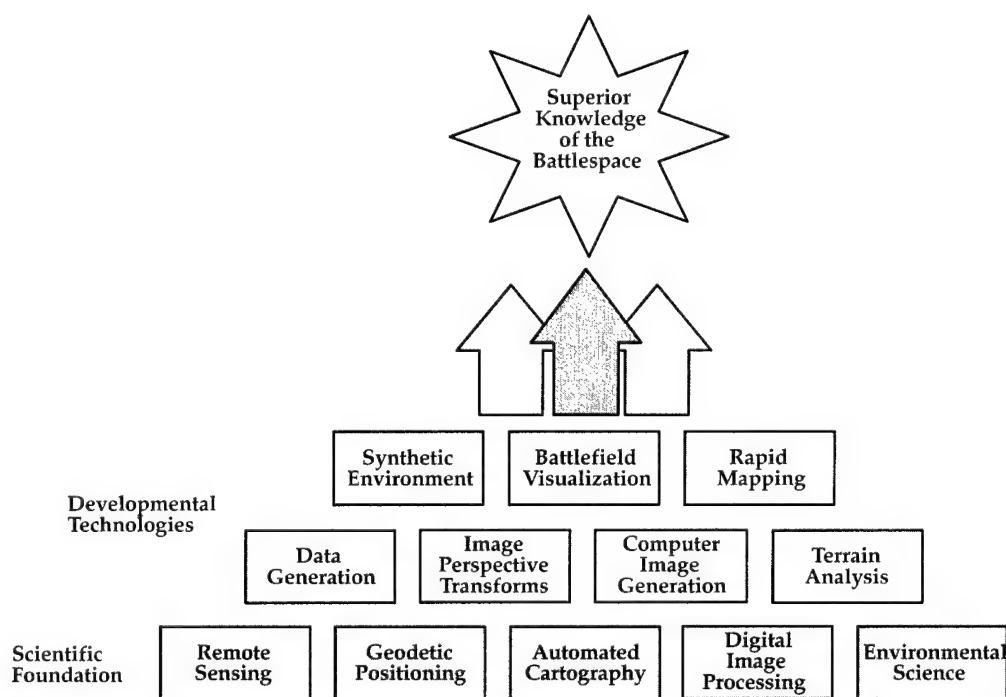 Superior
Knowledge
of the
Battlespace
Synthetic
Environment
Battlefield
Visualization
Rapid
Mapping
Developmental
Technologies
Data
Generation
Image
Perspective
Transforms
Computer
Image
Generation
Terrain
Analysis
Scientific
Foundation
Remote
Sensing
Geodetic
Positioning
Automated
Cartography
Digital
Image
Processing
Environmental
Science